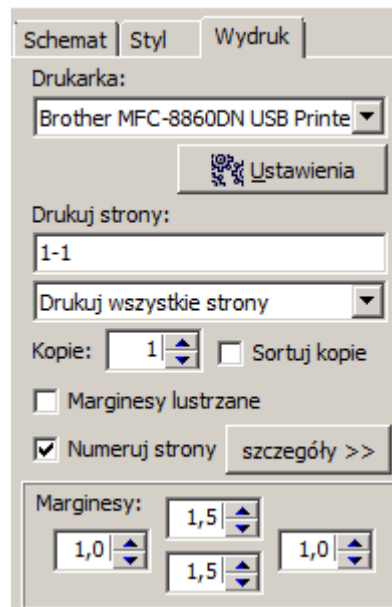 Schemat Styl Wydruk
Drukarka:
Brother MFC-8860DN USB Printe
Ustawienia
Drukuj strony:
1-1
Drukuj wszystkie strony
Kopie: 1 Sortuj kopie
Marginesy lustrzane
Numeruj strony szczegóły >>
Marginesy:
1,5
1,0 1,0
1,5